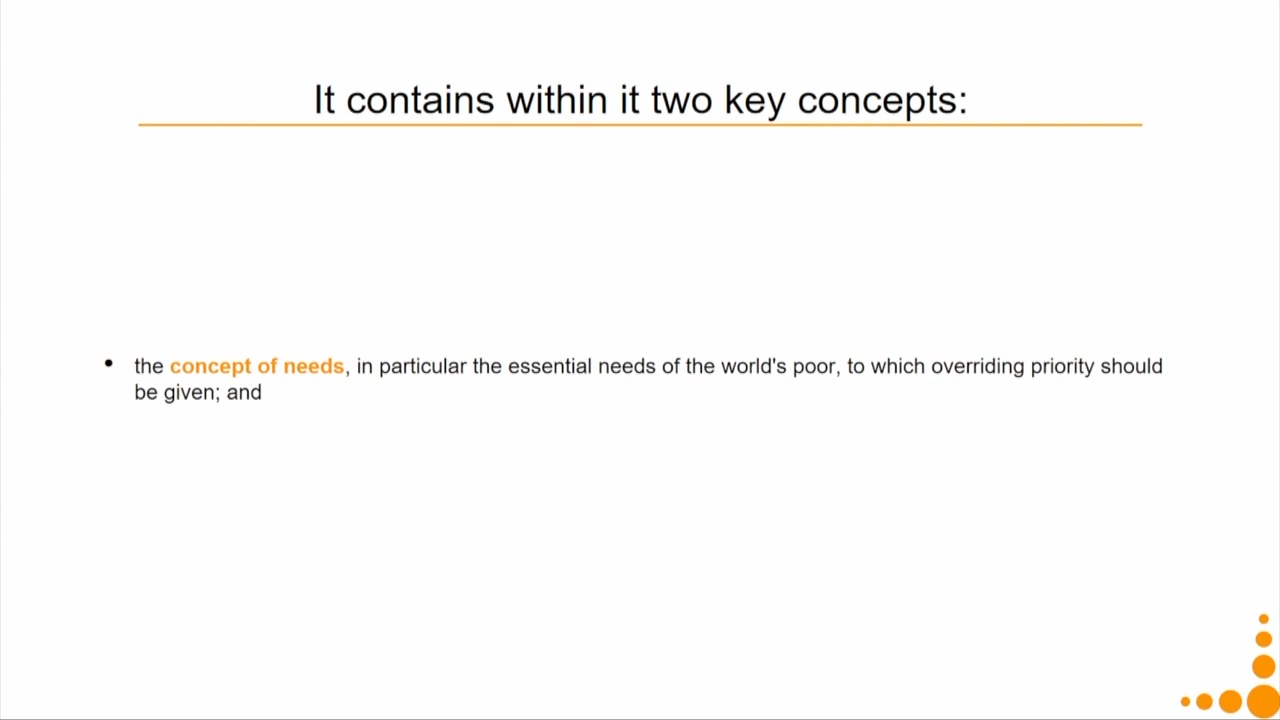 It contains within it two key concepts:
• the concept of needs, in particular the essential needs of the world's poor, to which overriding priority should
be given; and